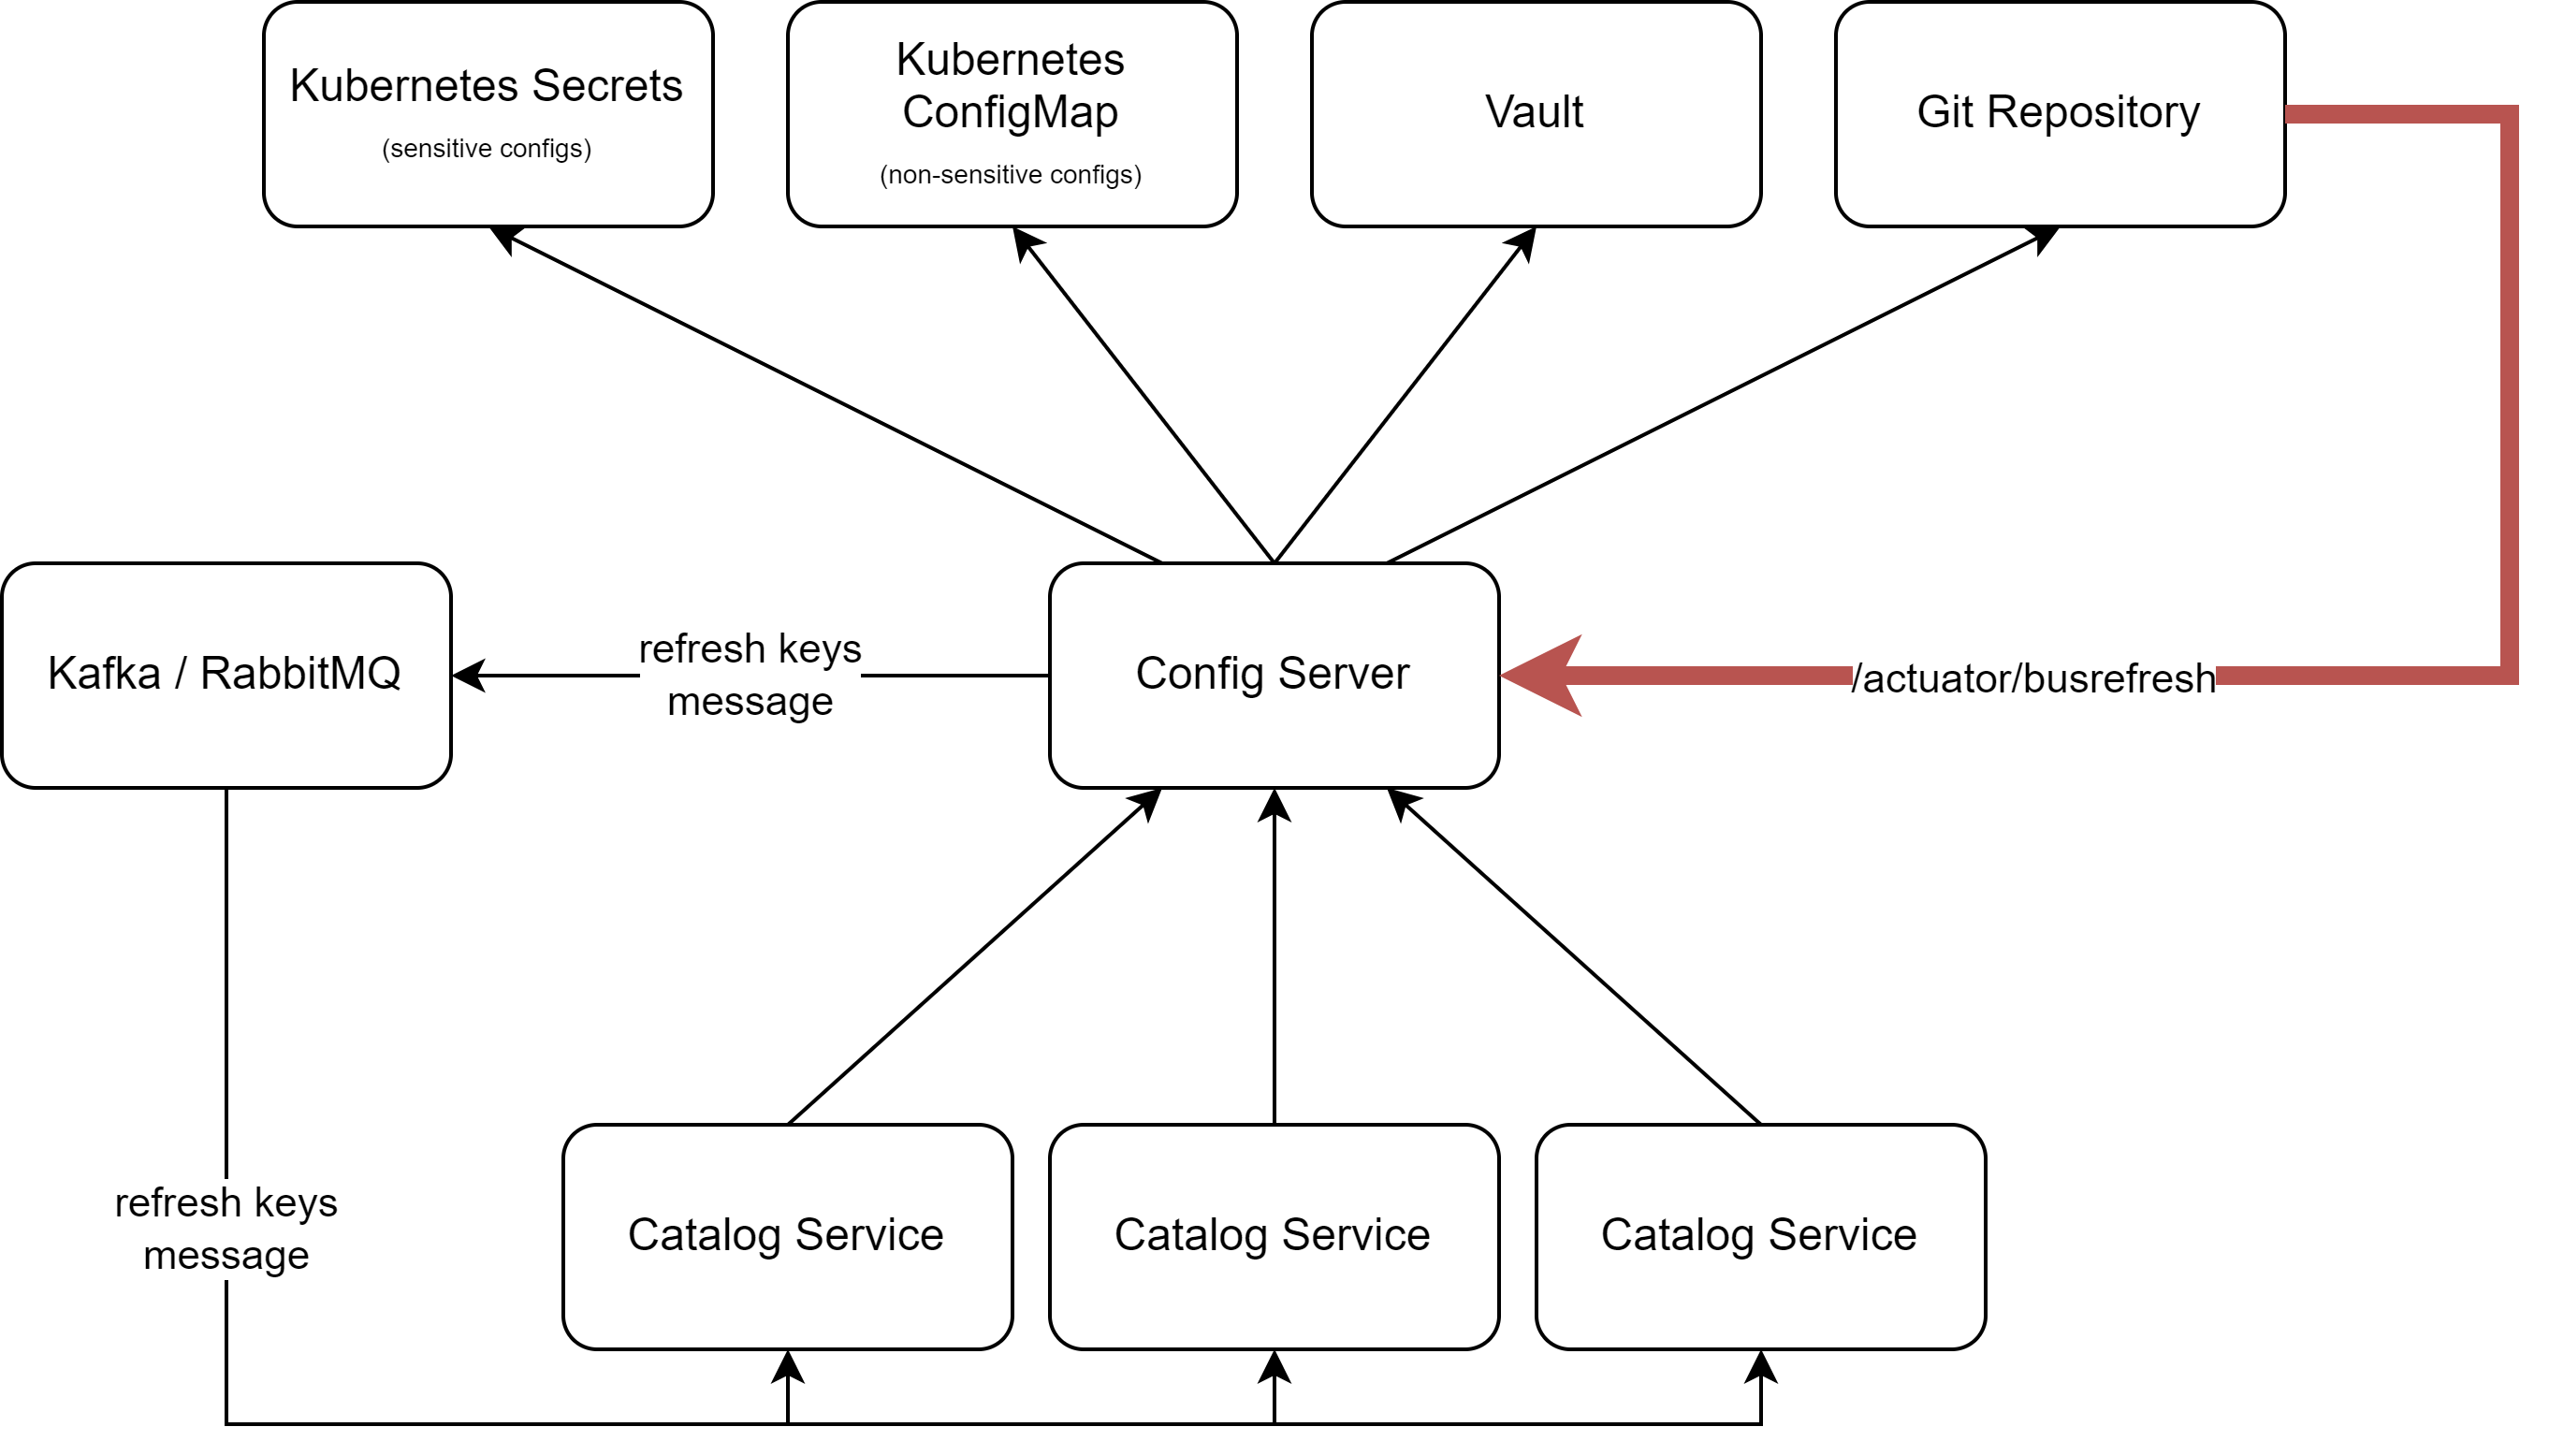 Kubernetes Secrets
(sensitive configs)
Kubernetes
ConfigMap
(non-sensitive configs)
Vault
Git Repository
Kafka / RabbitMQ
refresh keys
message
Config Server
/actuator/busrefresh
refresh keys
message
Catalog Service
Catalog Service
Catalog Service